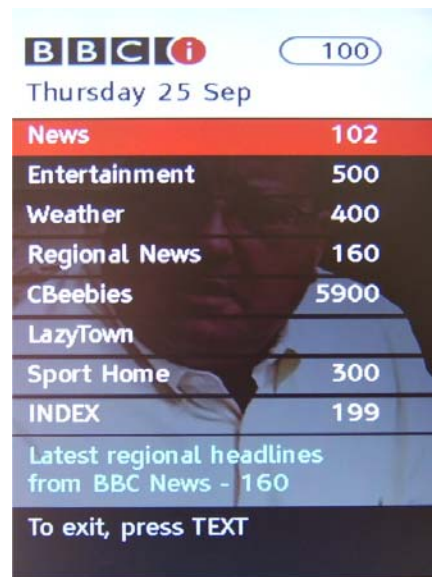 BBCi 100
Thursday 25 Sep
News 102
Entertainment 500
Weather 400
Regional News 160
CBeebies 5900
LazyTown
Sport Home 300
INDEX 199
Latest regional headlines
from BBC News - 160
To exit, press TEXT